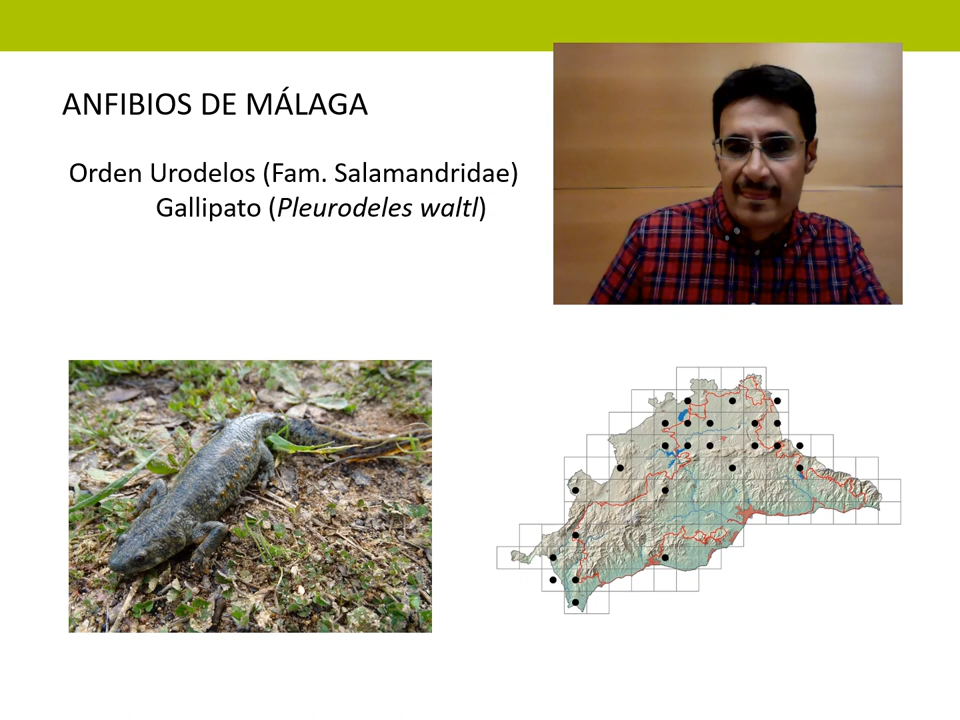 ANFIBIOS DE MÁLAGA
Orden Urodelos (Fam. Salamandridae)
Gallipato (Pleurodeles waltl)